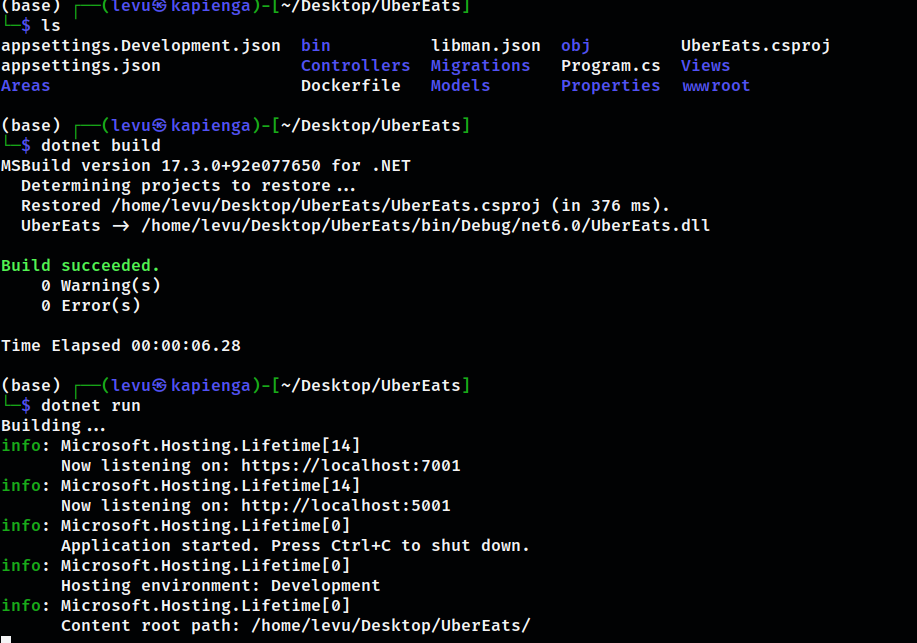 (base) ┌──(levu㉿kapienga)-[~/Desktop/UberEats]
└─$ ls
appsettings.Development.json  bin          libman.json  obj         UberEats.csproj
appsettings.json              Controllers  Migrations   Program.cs  Views
Areas                         Dockerfile   Models       Properties  wwwroot
(base) ┌──(levu㉿kapienga)-[~/Desktop/UberEats]
└─$ dotnet build
MSBuild version 17.3.0+92e077650 for .NET
  Determining projects to restore...
  Restored /home/levu/Desktop/UberEats/UberEats.csproj (in 376 ms).
  UberEats -> /home/levu/Desktop/UberEats/bin/Debug/net6.0/UberEats.dll
Build succeeded.
    0 Warning(s)
    0 Error(s)
Time Elapsed 00:00:06.28
(base) ┌──(levu㉿kapienga)-[~/Desktop/UberEats]
└─$ dotnet run
Building...
info: Microsoft.Hosting.Lifetime[14]
      Now listening on: https://localhost:7001
info: Microsoft.Hosting.Lifetime[14]
      Now listening on: http://localhost:5001
info: Microsoft.Hosting.Lifetime[0]
      Application started. Press Ctrl+C to shut down.
info: Microsoft.Hosting.Lifetime[0]
      Hosting environment: Development
info: Microsoft.Hosting.Lifetime[0]
      Content root path: /home/levu/Desktop/UberEats/